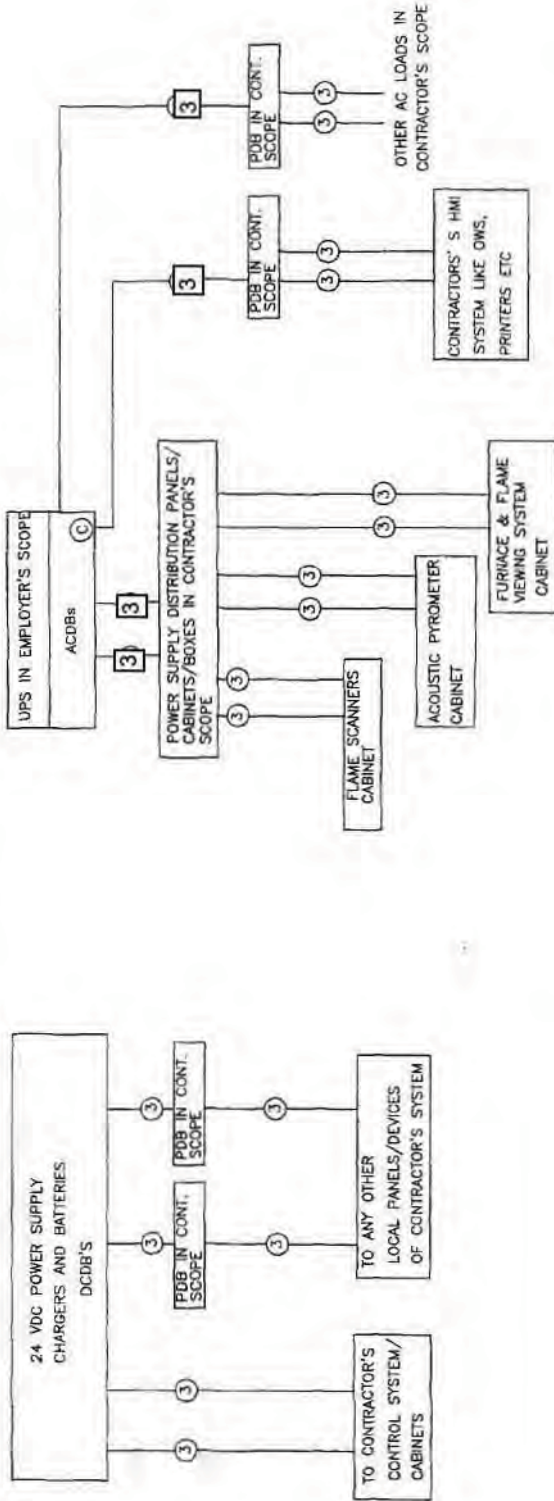 24 VDC POWER SUPPLY
CHARGERS AND BATTERIES
DCDB'S
3
3
3
3
PDB IN CONT.
SCOPE
PDB IN CONT.
SCOPE
3
3
TO CONTRACTOR'S
CONTROL SYSTEM/
CABINETS
TO ANY OTHER
LOCAL PANELS/DEVICES
OF CONTRACTOR'S SYSTEM
UPS IN EMPLOYER'S SCOPE
ACDBs
C
3
3
3
3
POWER SUPPLY DISTRIBUTION PANELS/
CABINETS/BOXES IN CONTRACTOR'S
SCOPE
3
3
3
3
3
3
FLAME SCANNERS
CABINET
ACOUSTIC PYROMETER
CABINET
FURNACE & FLAME
VIEWING SYSTEM
CABINET
PDB IN CONT.
SCOPE
3
3
CONTRACTORS' S HMI
SYSTEM LIKE OWS,
PRINTERS ETC
PDB IN CONT.
SCOPE
3
3
OTHER AC LOADS IN
CONTRACTOR'S SCOPE